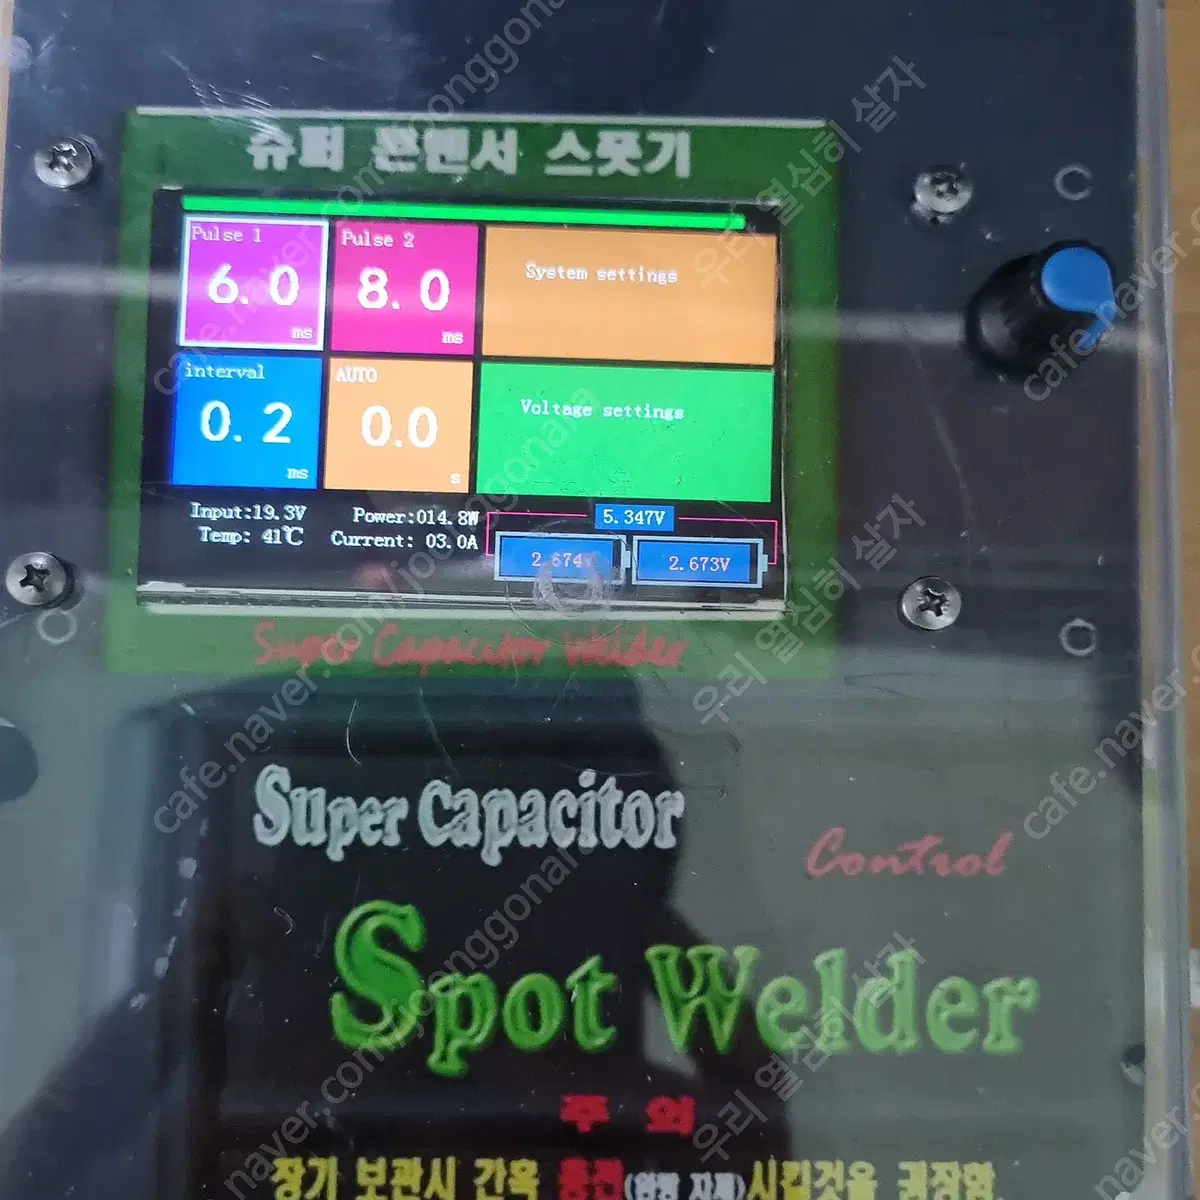 슈퍼 콘덴서 스폿기
Pulse 1
6.0
ms
Pulse 2
8.0
ms
System settings
interval
0.2
ms
AUTO
0.0
s
Voltage settings
Input:19.3V
Power:014.8W
Temp: 41℃
Current: 03.0A
5.347V
2.674V
2.673V
Super Capacitor Welder
Super Capacitor
Control
Spot Welder
주 의
장기 보관시 간혹 충전 시킬것을 권장함
cafe.naver.com/joonggonara
우리 열심히 살자